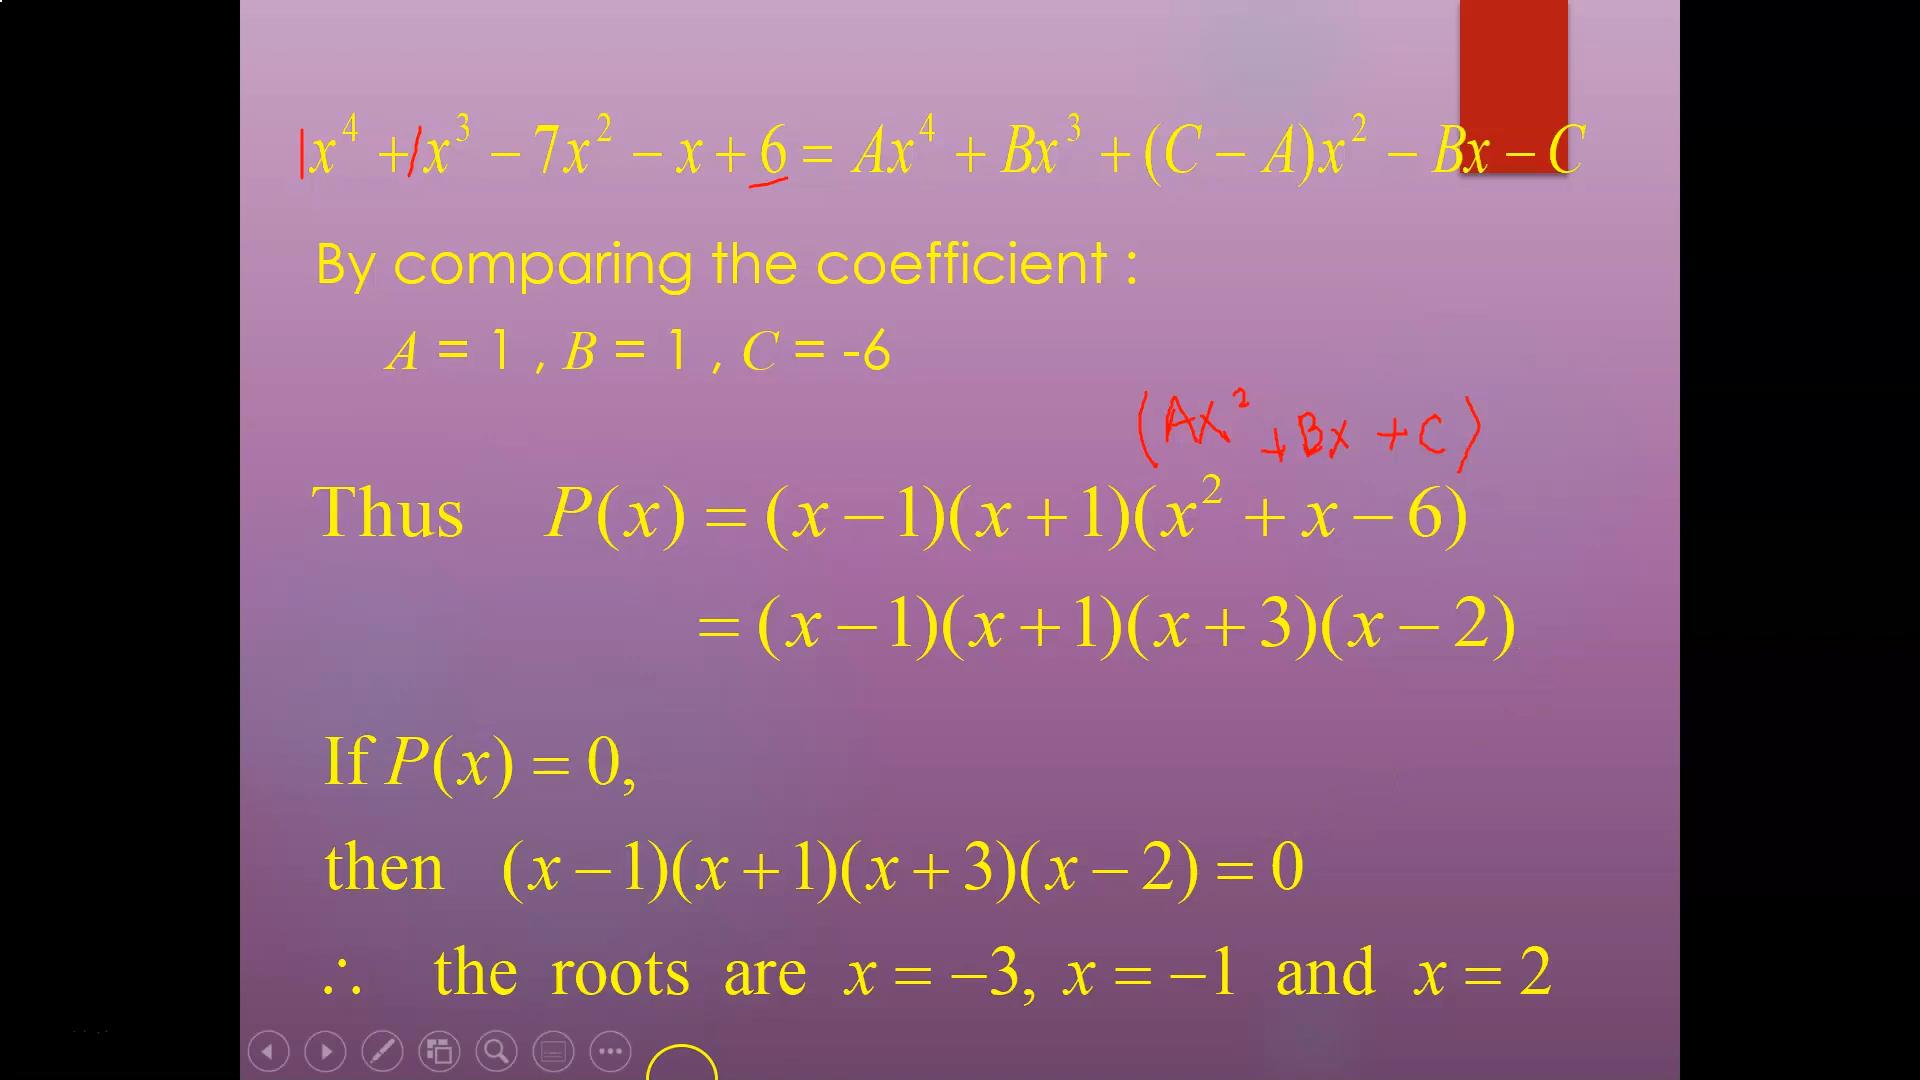 1x⁴ + 1x³ − 7x² − x + 6 = Ax⁴ + Bx³ + (C − A)x² − Bx − C
By comparing the coefficient :
A = 1 , B = 1 , C = -6
(Ax² + Bx + C)
Thus P(x) = (x − 1)(x + 1)(x² + x − 6)
= (x − 1)(x + 1)(x + 3)(x − 2)
If P(x) = 0,
then (x − 1)(x + 1)(x + 3)(x − 2) = 0
∴ the roots are x = −3, x = −1 and x = 2